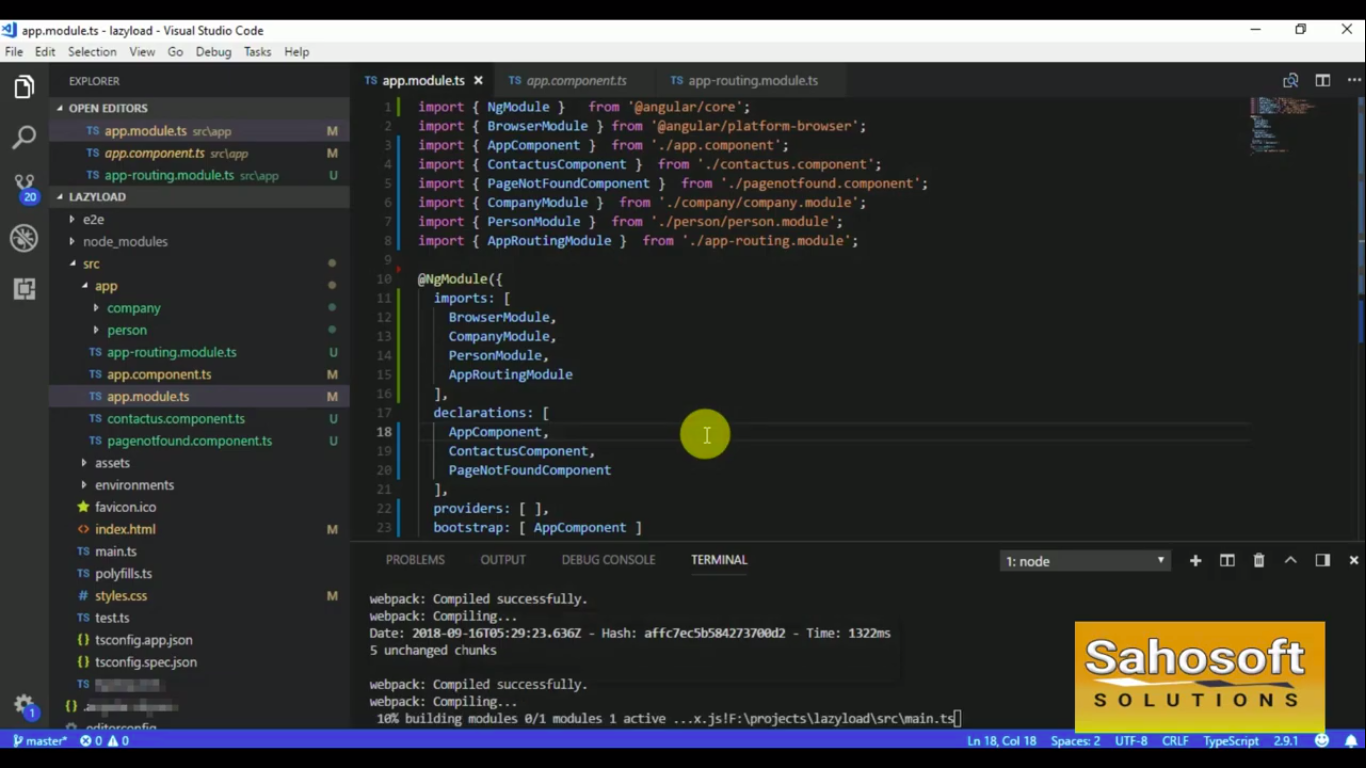 app.module.ts - lazyload - Visual Studio Code
File Edit Selection View Go Debug Tasks Help
EXPLORER
OPEN EDITORS
TS app.module.ts src\app M
TS app.component.ts src\app M
TS app-routing.module.ts src\app U
LAZYLOAD
e2e
node_modules
src
app
company
person
TS app-routing.module.ts U
TS app.component.ts M
TS app.module.ts M
TS contactus.component.ts U
TS pagenotfound.component.ts U
assets
environments
favicon.ico
<> index.html M
TS main.ts
TS polyfills.ts
# styles.css M
TS test.ts
{} tsconfig.app.json
{} tsconfig.spec.json
TS
{}
.editorconfig
20
1
TS app.module.ts × TS app.component.ts TS app-routing.module.ts
1 import { NgModule } from '@angular/core';
2 import { BrowserModule } from '@angular/platform-browser';
3 import { AppComponent } from './app.component';
4 import { ContactusComponent } from './contactus.component';
5 import { PageNotFoundComponent } from './pagenotfound.component';
6 import { CompanyModule } from './company/company.module';
7 import { PersonModule } from './person/person.module';
8 import { AppRoutingModule } from './app-routing.module';
9
10 @NgModule({
11 imports: [
12 BrowserModule,
13 CompanyModule,
14 PersonModule,
15 AppRoutingModule
16 ],
17 declarations: [
18 AppComponent,
19 ContactusComponent,
20 PageNotFoundComponent
21 ],
22 providers: [ ],
23 bootstrap: [ AppComponent ]
PROBLEMS OUTPUT DEBUG CONSOLE TERMINAL 1: node
webpack: Compiled successfully.
webpack: Compiling...
Date: 2018-09-16T05:29:23.636Z - Hash: affc7ec5b584273700d2 - Time: 1322ms
5 unchanged chunks
webpack: Compiled successfully.
webpack: Compiling...
10% building modules 0/1 modules 1 active ...x.js!F:\projects\lazyload\src\main.ts
Sahosoft
SOLUTIONS
master* 0 0 Ln 18, Col 18 Spaces: 2 UTF-8 CRLF TypeScript 2.9.1